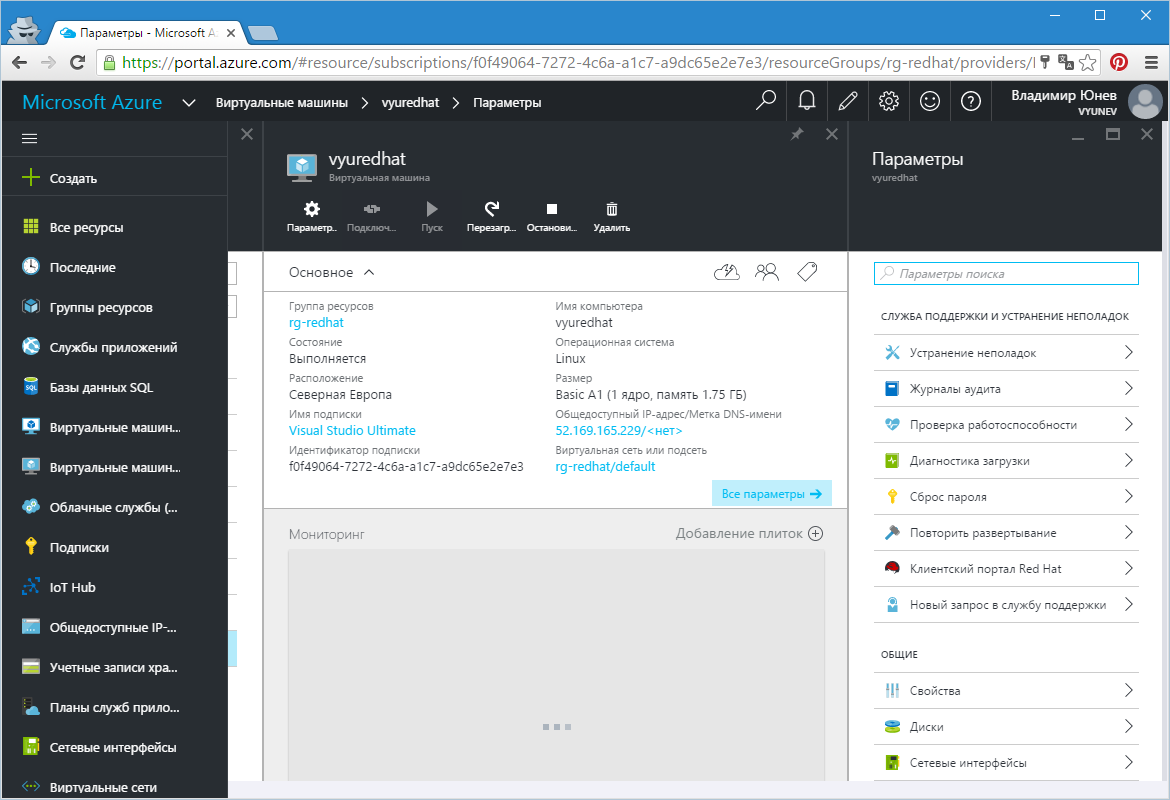 Параметры - Microsoft A
https://portal.azure.com/#resource/subscriptions/f0f49064-7272-4c6a-a1c7-a9dc65e2e7e3/resourceGroups/rg-redhat/providers/
Microsoft Azure
Виртуальные машины
vyuredhat
Параметры
Владимир Юнев
VYUNEV
Создать
Все ресурсы
Последние
Группы ресурсов
Службы приложений
Базы данных SQL
Виртуальные машин...
Виртуальные машин...
Облачные службы (...
Подписки
IoT Hub
Общедоступные IP-...
Учетные записи хра...
Планы служб прило...
Сетевые интерфейсы
Виртуальные сети
vyuredhat
Виртуальная машина
Параметр...
Подключ...
Пуск
Перезагр...
Останови...
Удалить
Основное
Группа ресурсов
rg-redhat
Состояние
Выполняется
Расположение
Северная Европа
Имя подписки
Visual Studio Ultimate
Идентификатор подписки
f0f49064-7272-4c6a-a1c7-a9dc65e2e7e3
Имя компьютера
vyuredhat
Операционная система
Linux
Размер
Basic A1 (1 ядро, память 1.75 ГБ)
Общедоступный IP-адрес/Метка DNS-имени
52.169.165.229/<нет>
Виртуальная сеть или подсеть
rg-redhat/default
Все параметры
Мониторинг
Добавление плиток
Параметры
vyuredhat
Параметры поиска
СЛУЖБА ПОДДЕРЖКИ И УСТРАНЕНИЕ НЕПОЛАДОК
Устранение неполадок
Журналы аудита
Проверка работоспособности
Диагностика загрузки
Сброс пароля
Повторить развертывание
Клиентский портал Red Hat
Новый запрос в службу поддержки
ОБЩИЕ
Свойства
Диски
Сетевые интерфейсы